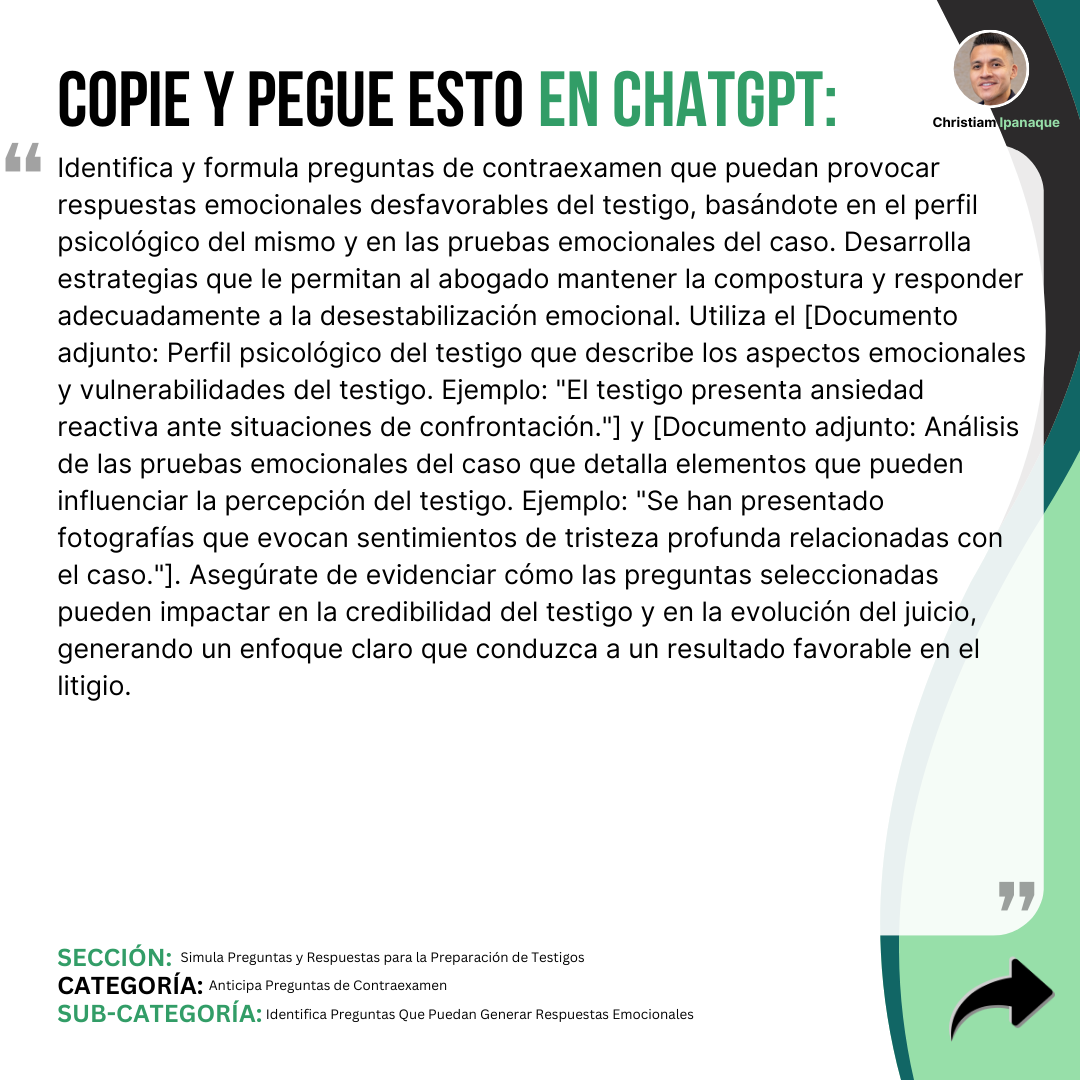 COPIE Y PEGUE ESTO EN CHATGPT:
Christiam Ipanaque
“
Identifica y formula preguntas de contraexamen que puedan provocar
respuestas emocionales desfavorables del testigo, basándote en el perfil
psicológico del mismo y en las pruebas emocionales del caso. Desarrolla
estrategias que le permitan al abogado mantener la compostura y responder
adecuadamente a la desestabilización emocional. Utiliza el [Documento
adjunto: Perfil psicológico del testigo que describe los aspectos emocionales
y vulnerabilidades del testigo. Ejemplo: "El testigo presenta ansiedad
reactiva ante situaciones de confrontación."] y [Documento adjunto: Análisis
de las pruebas emocionales del caso que detalla elementos que pueden
influenciar la percepción del testigo. Ejemplo: "Se han presentado
fotografías que evocan sentimientos de tristeza profunda relacionadas con
el caso."]. Asegúrate de evidenciar cómo las preguntas seleccionadas
pueden impactar en la credibilidad del testigo y en la evolución del juicio,
generando un enfoque claro que conduzca a un resultado favorable en el
litigio.
”
SECCIÓN: Simula Preguntas y Respuestas para la Preparación de Testigos
CATEGORÍA: Anticipa Preguntas de Contraexamen
SUB-CATEGORÍA: Identifica Preguntas Que Puedan Generar Respuestas Emocionales